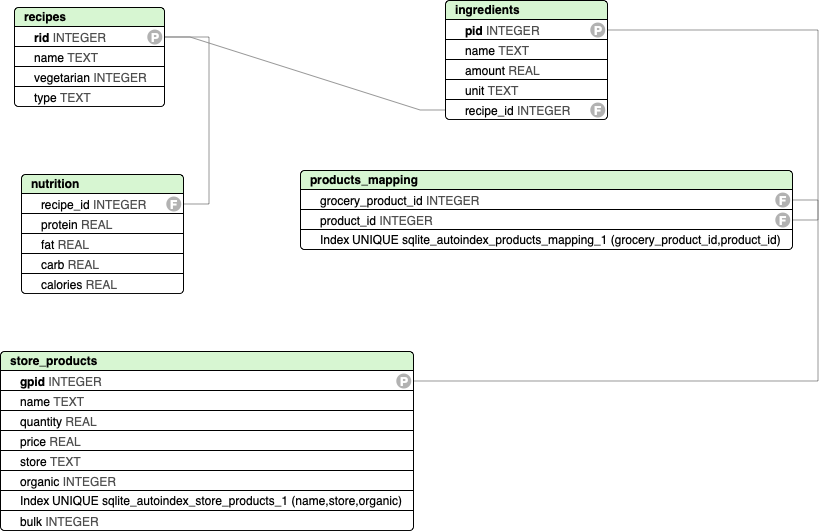 recipes
rid INTEGER P
name TEXT
vegetarian INTEGER
type TEXT
ingredients
pid INTEGER P
name TEXT
amount REAL
unit TEXT
recipe_id INTEGER F
nutrition
recipe_id INTEGER F
protein REAL
fat REAL
carb REAL
calories REAL
products_mapping
grocery_product_id INTEGER F
product_id INTEGER F
Index UNIQUE sqlite_autoindex_products_mapping_1 (grocery_product_id,product_id)
store_products
gpid INTEGER P
name TEXT
quantity REAL
price REAL
store TEXT
organic INTEGER
Index UNIQUE sqlite_autoindex_store_products_1 (name,store,organic)
bulk INTEGER